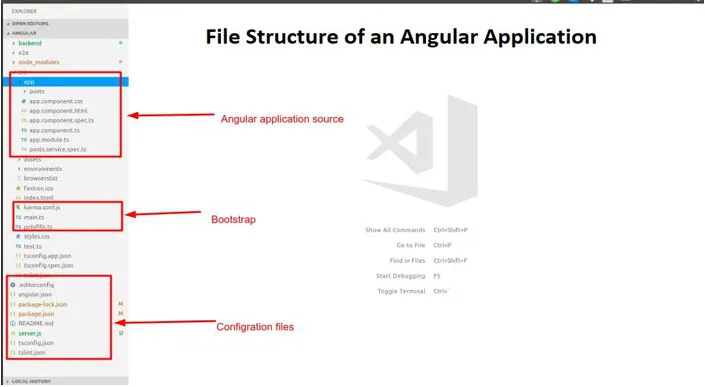 EXPLORER
File Structure of an Angular Application
OPEN EDITORS
ANGULAR
backend
e2e
node_modules
app
posts
app.component.css
app.component.html
app.component.spec.ts
Angular application source
app.component.ts
app.module.ts
posts.service.spec.ts
assets
environments
browserslist
favicon.ico
index.html
karma.conf.js
main.ts
Bootstrap
polyfills.ts
Show All Commands Ctrl+Shift+P
styles.css
test.ts
Go to File Ctrl+P
tsconfig.app.json
Find in Files Ctrl+Shift+F
tsconfig.spec.json
tslint.json
Start Debugging F5
.editorconfig
Toggle Terminal Ctrl+`
angular.json
package-lock.json M
package.json M
README.md
Configration files
server.js U
tsconfig.json
tslint.json
LOCAL HISTORY